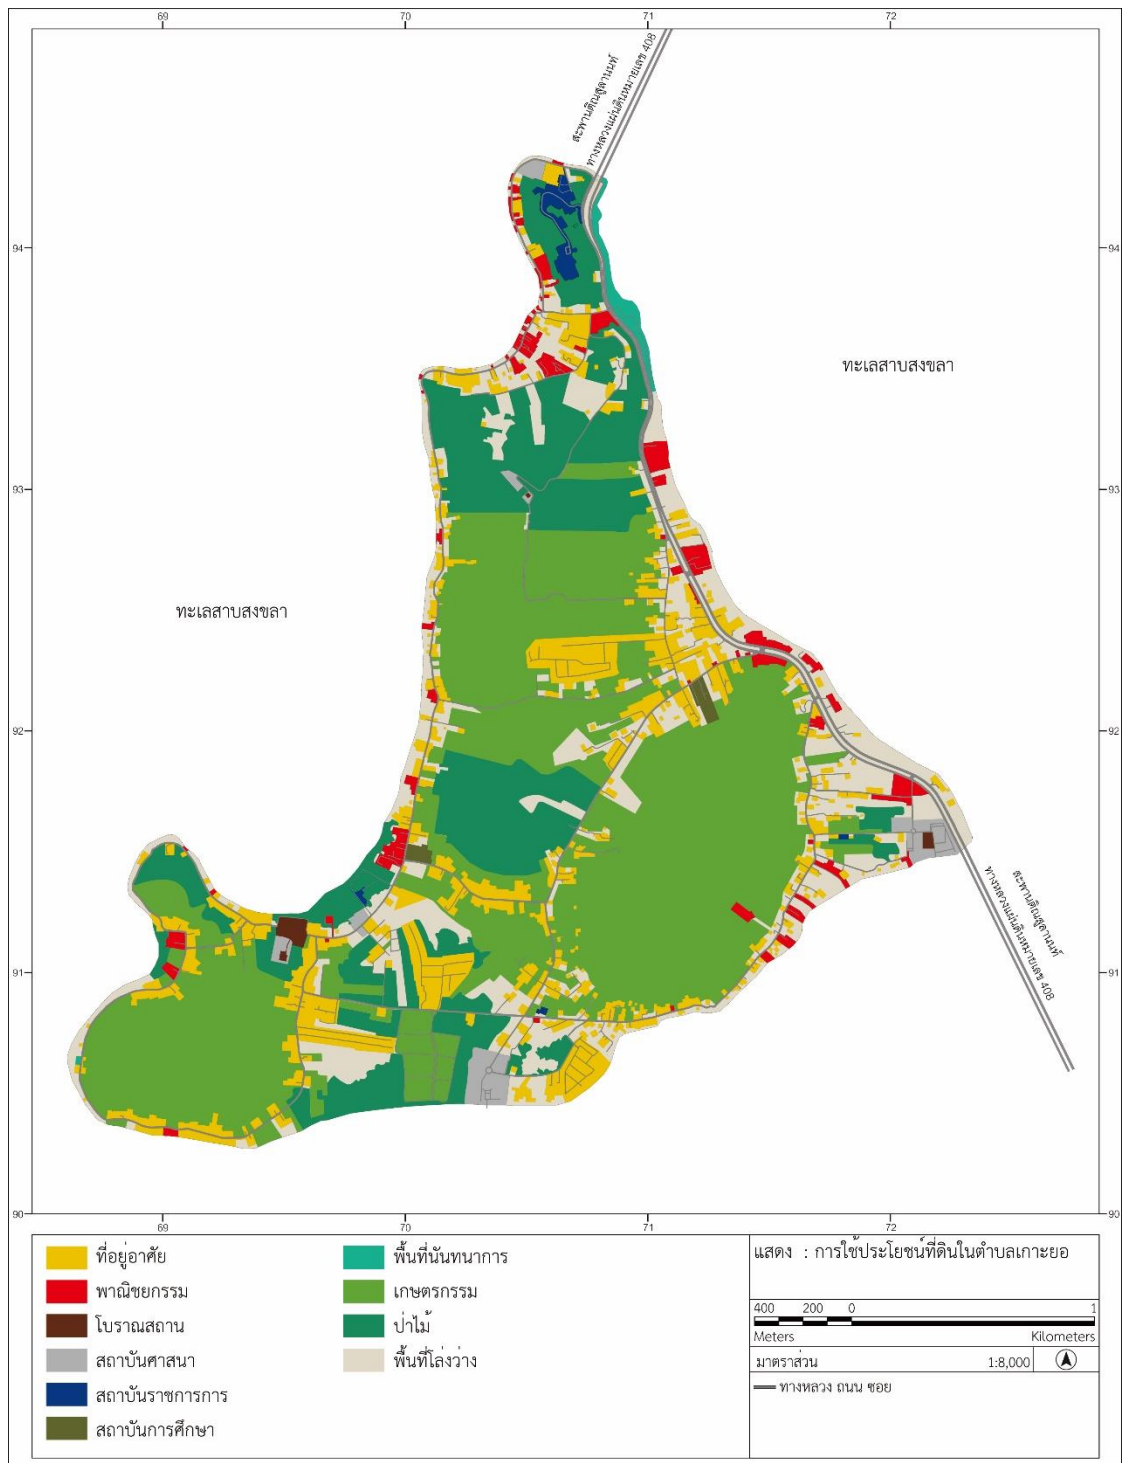 69 70 71 72
สะพานติณสูลานนท์
ทางหลวงแผ่นดินหมายเลข 408
94 94
ทะเลสาบสงขลา
93 93
ทะเลสาบสงขลา
92 92
สะพานติณสูลานนท์
ทางหลวงแผ่นดินหมายเลข 408
91 91
90 90
69 70 71 72
ที่อยู่อาศัย
พาณิชยกรรม
โบราณสถาน
สถาบันศาสนา
สถาบันราชการการ
สถาบันการศึกษา
พื้นที่นันทนาการ
เกษตรกรรม
ป่าไม้
พื้นที่โล่งว่าง
แสดง : การใช้ประโยชน์ที่ดินในตำบลเกาะยอ
400 200 0 1
Meters Kilometers
มาตราส่วน 1:8,000
ทางหลวง ถนน ซอย